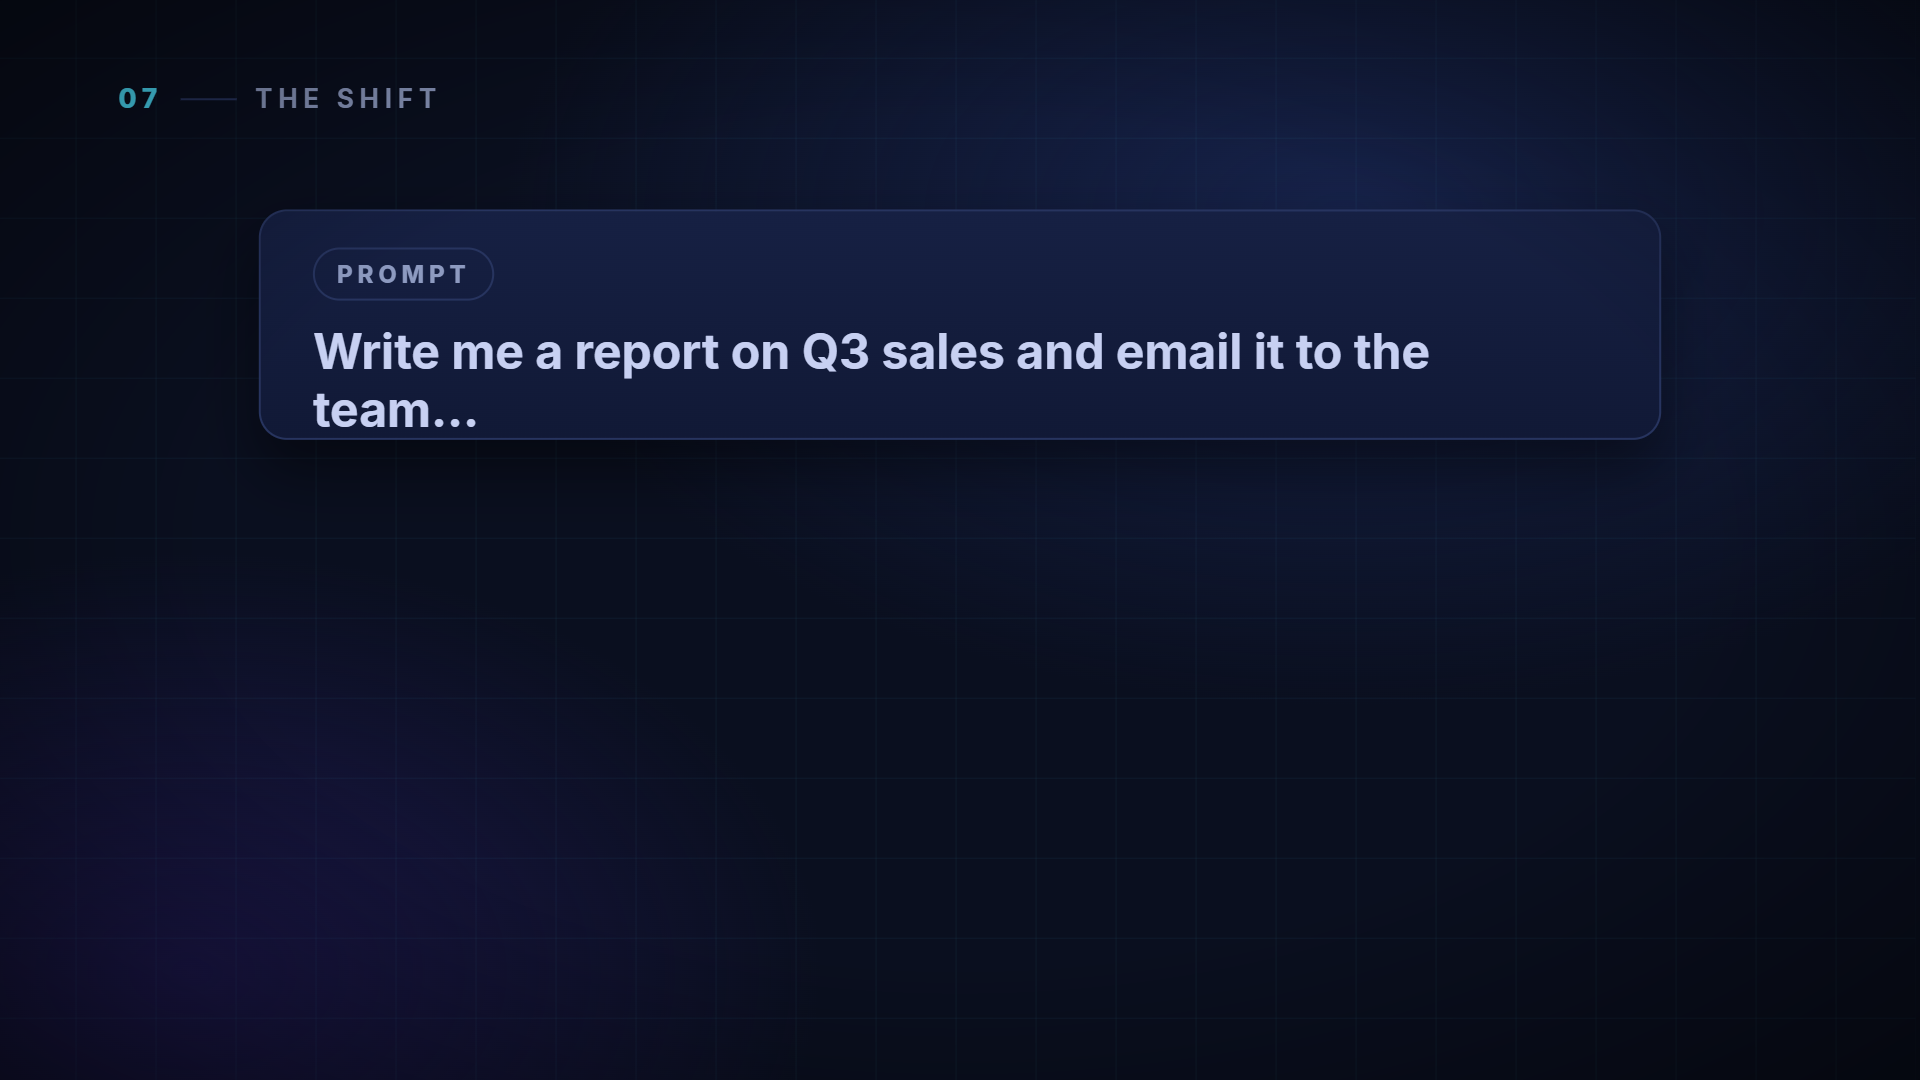 07 THE SHIFT
PROMPT
Write me a report on Q3 sales and email it to the
team…